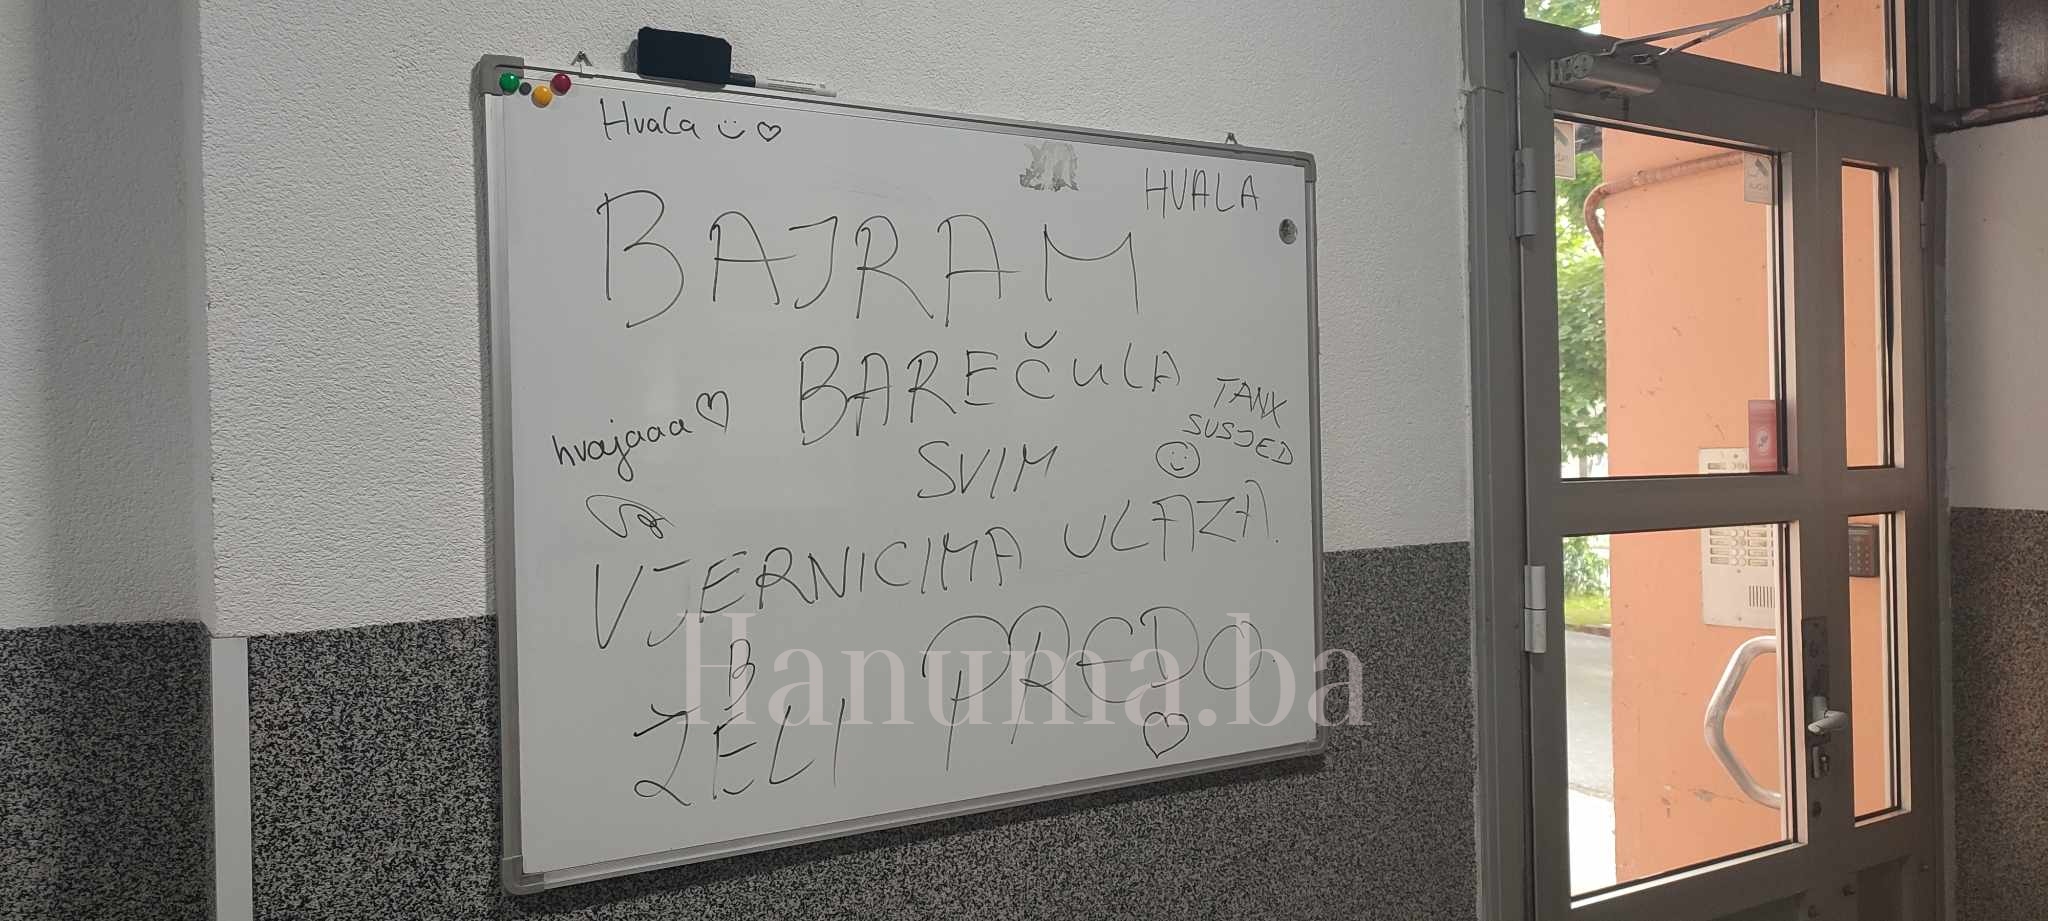 Hvala
HVALA
BAJRAM
BAREČULA
hvajaaa
TANX
SUSJED
SVIM
VJERNICIMA ULAZA.
ŽELI PREDO.
Hanuma.ba